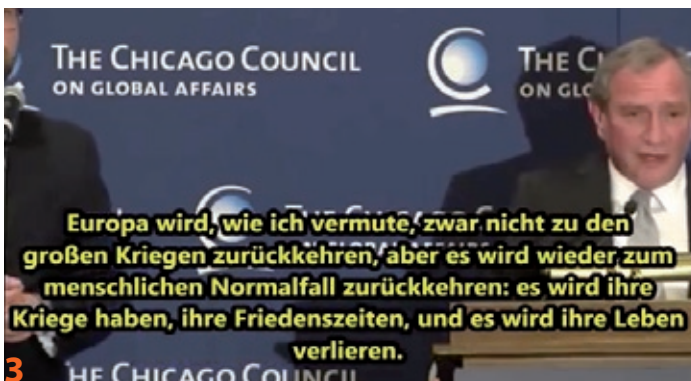 THE CHICAGO COUNCIL
ON GLOBAL AFFAIRS
THE C
ON GLO
Europa wird, wie ich vermute, zwar nicht zu den
großen Kriegen zurückkehren, aber es wird wieder zum
menschlichen Normalfall zurückkehren: es wird ihre
Kriege haben, ihre Friedenszeiten, und es wird ihre Leben
verlieren.
3
HE CHICAGO COUNCIL